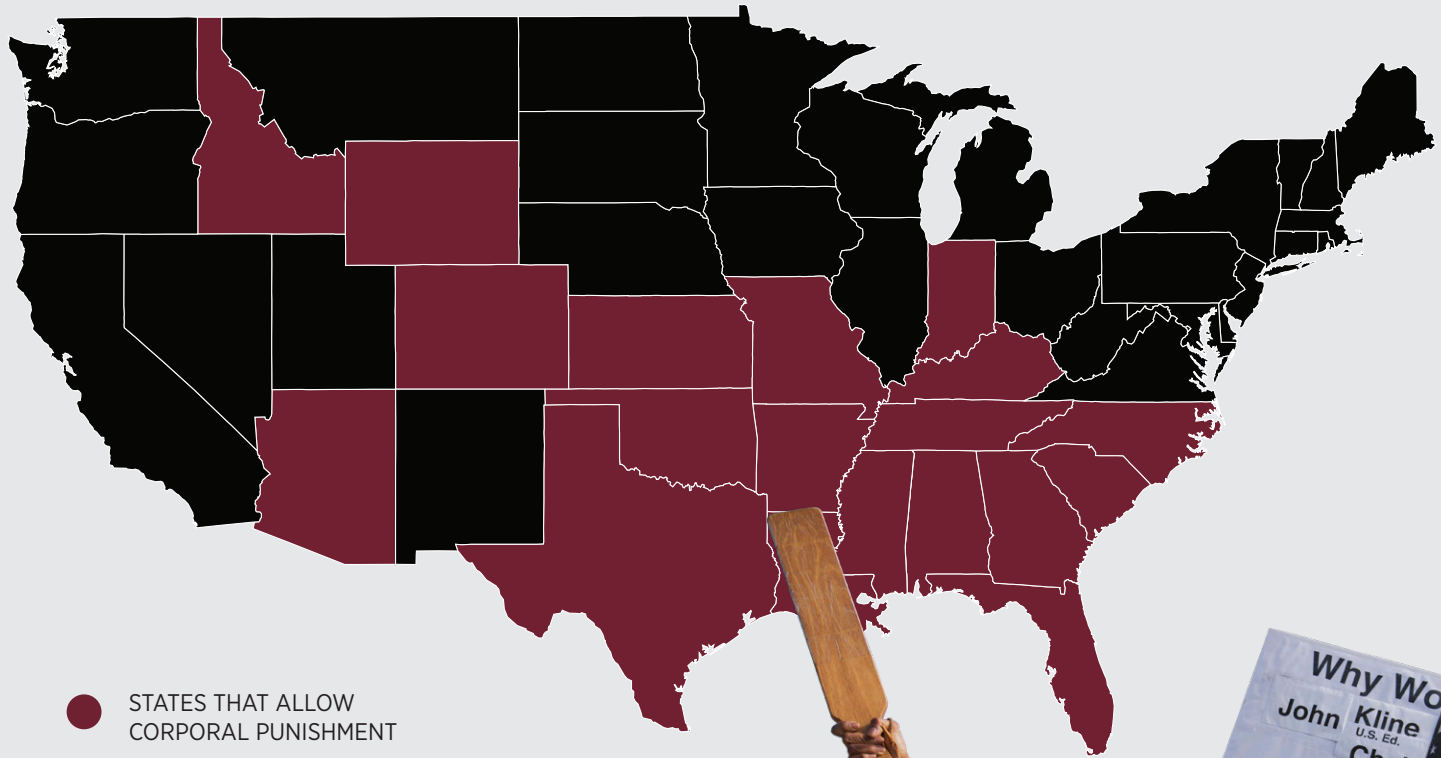 STATES THAT ALLOW
CORPORAL PUNISHMENT
Why Wo
John Kline
U.S. Ed.